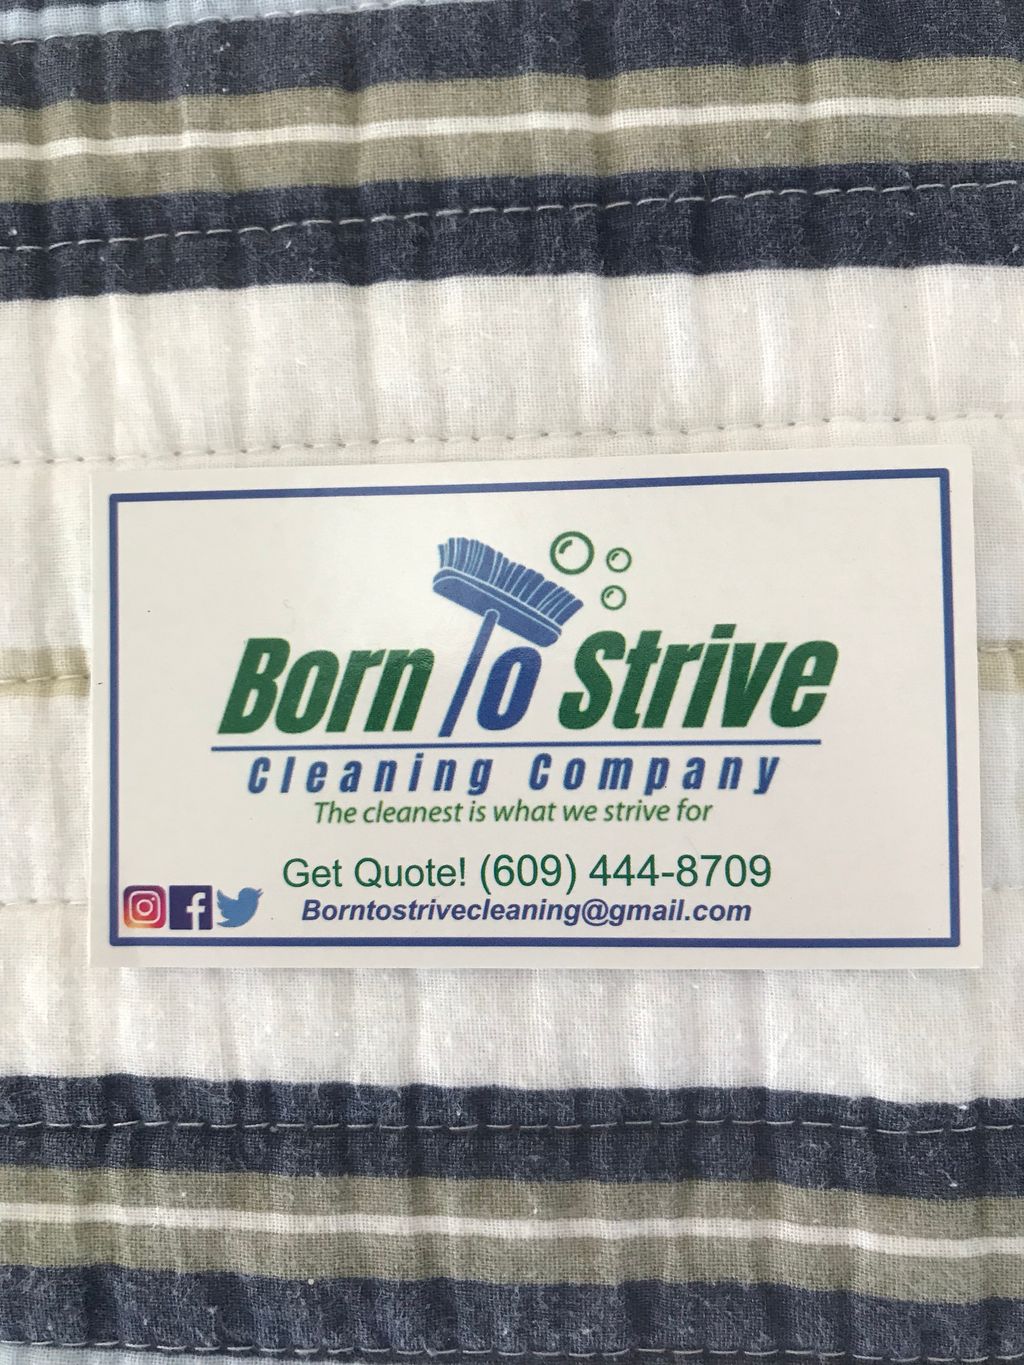 Born To Strive
Cleaning Company
The cleanest is what we strive for
Get Quote! (609) 444-8709
Borntostrivecleaning@gmail.com